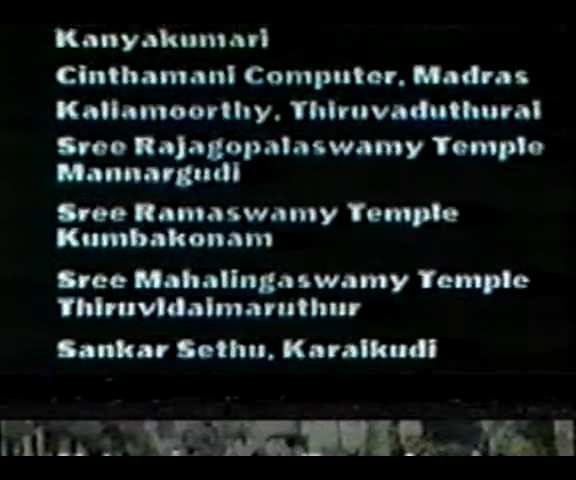 Kanyakumari
Cinthamani Computer, Madras
Kaliamoorthy, Thiruvaduthurai
Sree Rajagopalaswamy Temple
Mannargudi
Sree Ramaswamy Temple
Kumbakonam
Sree Mahalingaswamy Temple
Thiruvidaimaruthur
Sankar Sethu, Karaikudi